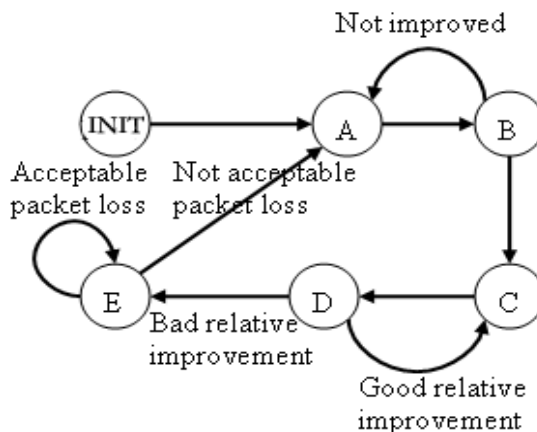 Not improved
INIT
A
B
Acceptable
packet loss
Not acceptable
packet loss
E
D
C
Bad relative
improvement
Good relative
improvement